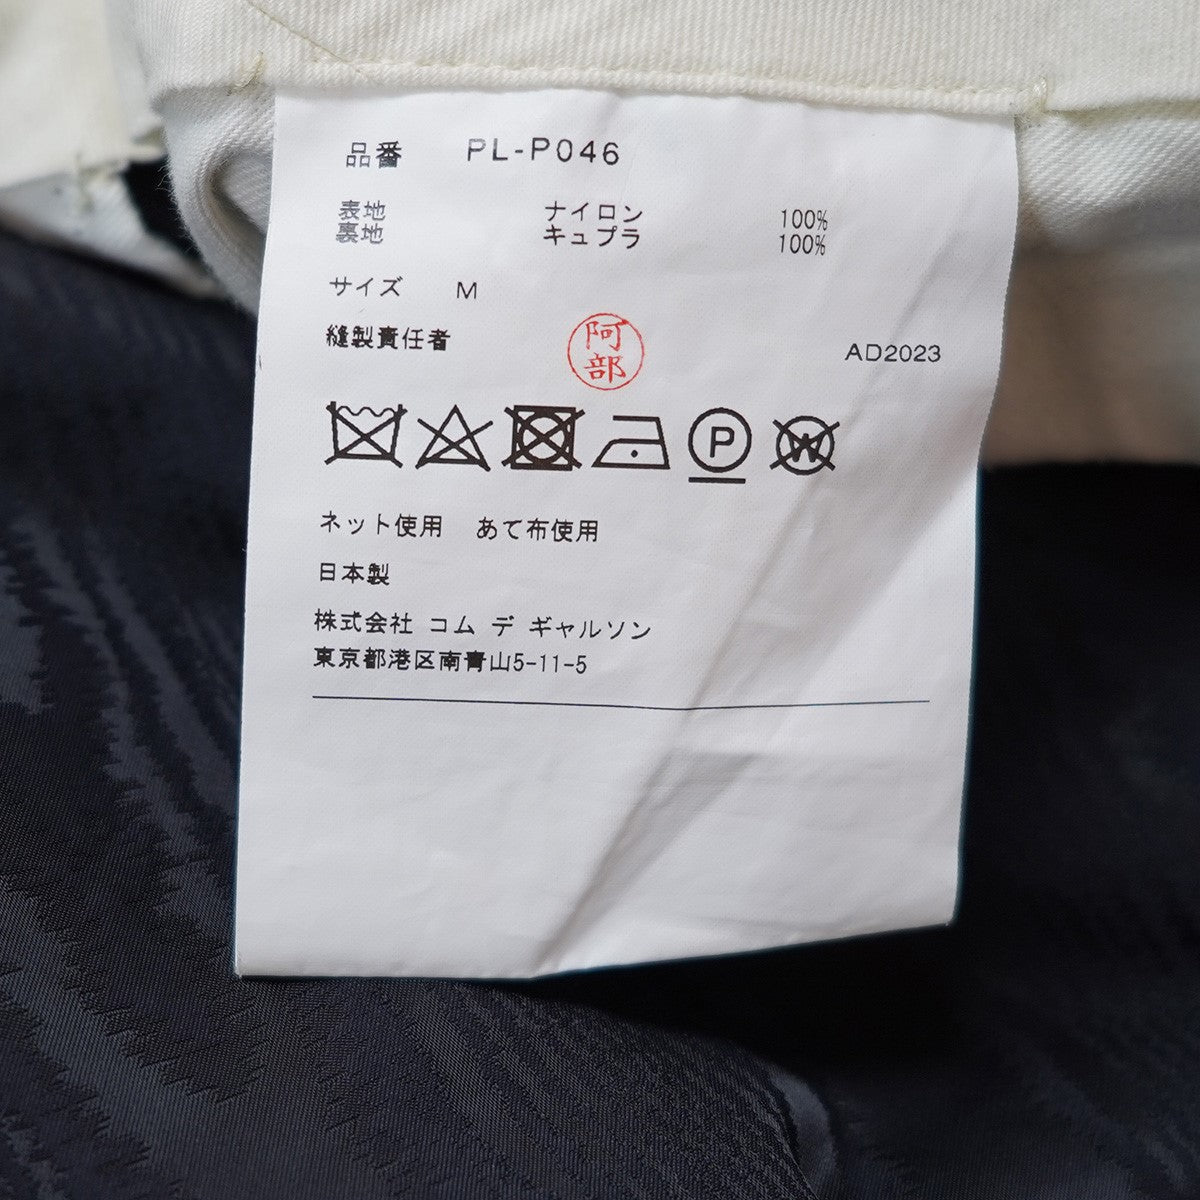 品番 PL-P046
表地 ナイロン 100%
裏地 キュプラ 100%
サイズ M
縫製責任者 阿部 AD2023
P W
ネット使用 あて布使用
日本製
株式会社 コム デ ギャルソン
東京都港区南青山5-11-5